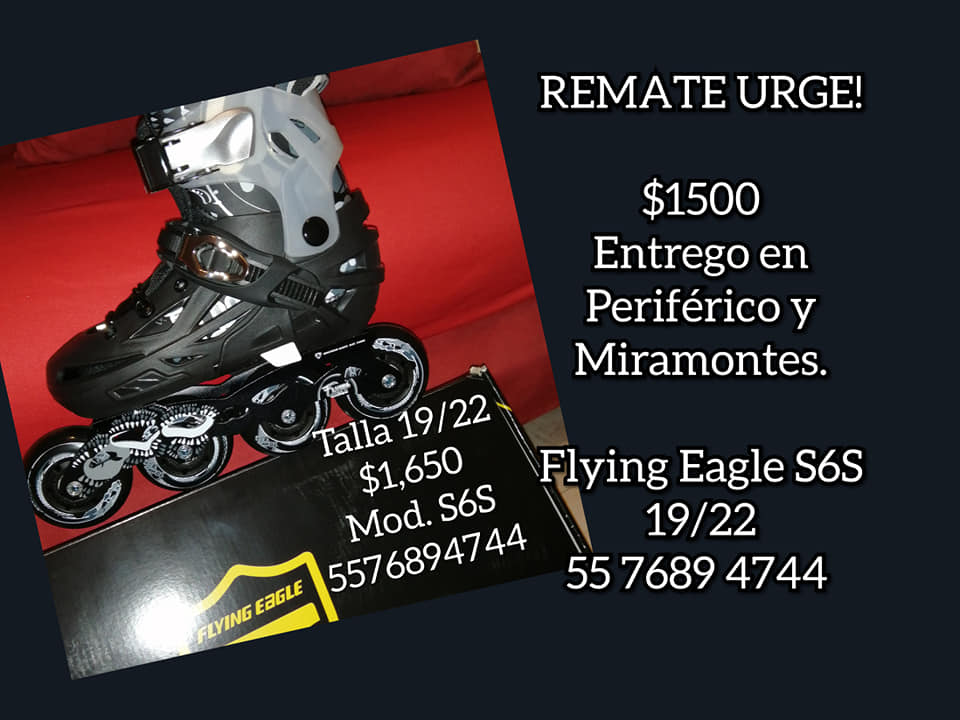 REMATE URGE!
$1500
Entrego en
Periférico y
Miramontes.
Flying Eagle S6S
19/22
55 7689 4744
Talla 19/22
$1,650
Mod. S6S
5576894744
FLYING EAGLE